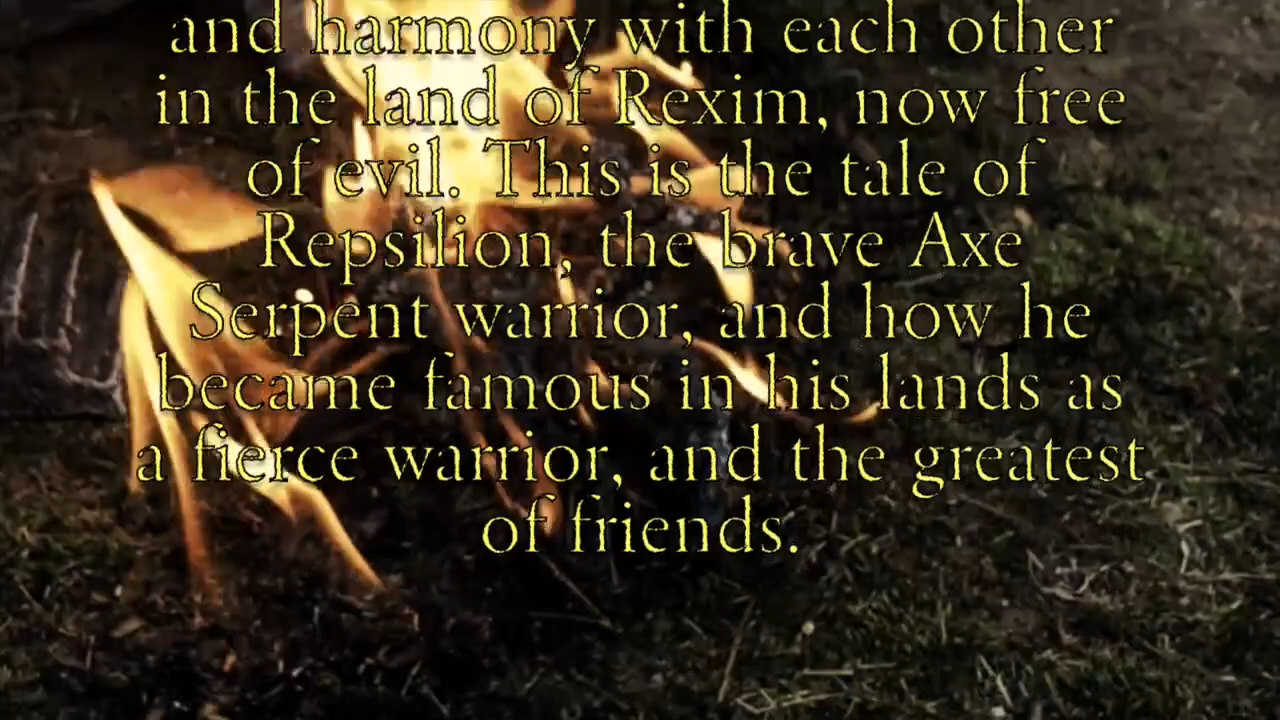 and harmony with each other
in the land of Rexim, now free
of evil. This is the tale of
Repsilion, the brave Axe
Serpent warrior, and how he
became famous in his lands as
a fierce warrior, and the greatest
of friends.